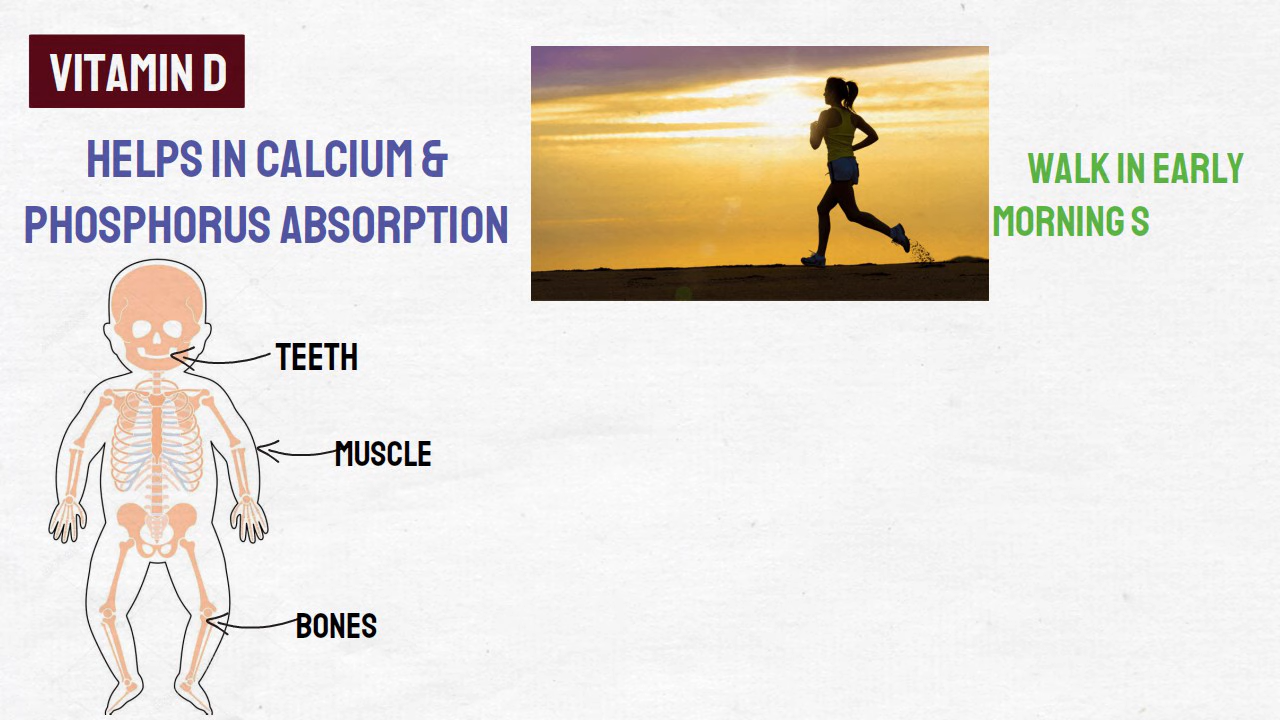 VITAMIN D
HELPS IN CALCIUM &
PHOSPHORUS ABSORPTION
WALK IN EARLY
MORNING S
TEETH
MUSCLE
BONES